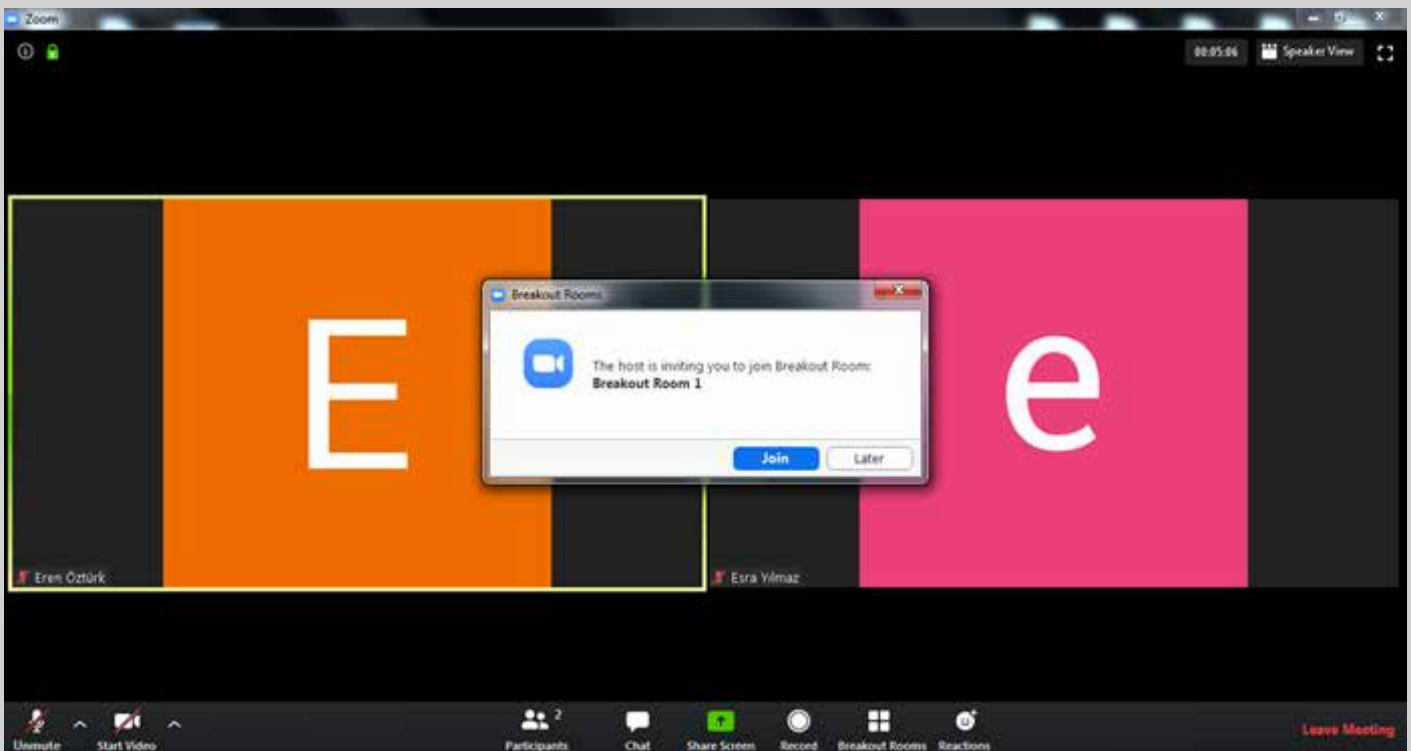 Zoom
00:05:06 Speaker View
E
e
Breakout Rooms
The host is inviting you to join Breakout Room:
Breakout Room 1
Join Later
Eren Öztürk
Esra Yılmaz
2
Unmute Start Video Participants Chat Share Screen Record Breakout Rooms Reactions Leave Meeting